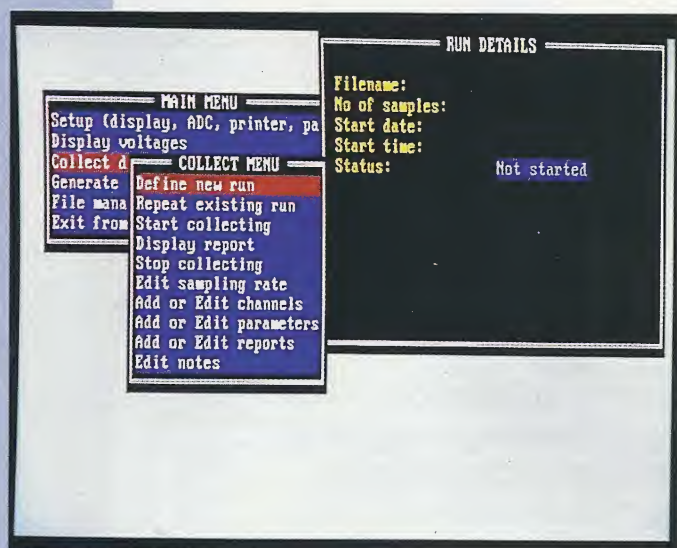 MAIN MENU
Setup (display, ADC, printer, pa
Display voltages
Collect d
Generate
File mana
Exit from
COLLECT MENU
Define new run
Repeat existing run
Start collecting
Display report
Stop collecting
Edit sampling rate
Add or Edit channels
Add or Edit parameters
Add or Edit reports
Edit notes
RUN DETAILS
Filename:
No of samples:
Start date:
Start time:
Status: Not started